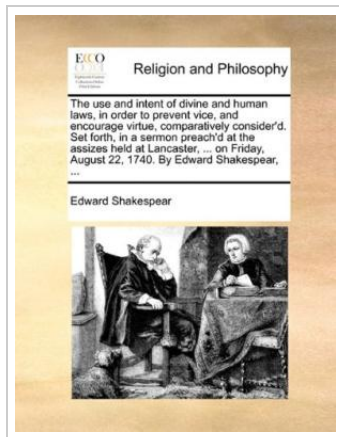 ECCO
Religion and Philosophy
The use and intent of divine and human
laws, in order to prevent vice, and
encourage virtue, comparatively consider'd.
Set forth, in a sermon preach'd at the
assizes held at Lancaster, ... on Friday,
August 22, 1740. By Edward Shakespear,
...
Edward Shakespear